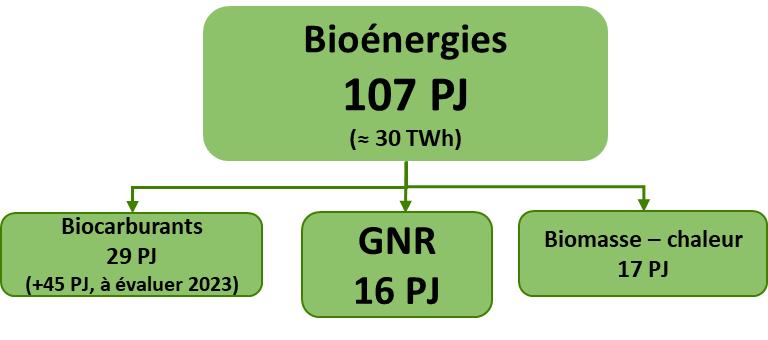 Bioénergies
107 PJ
(≈ 30 TWh)
Biocarburants
29 PJ
(+45 PJ, à évaluer 2023)
GNR
16 PJ
Biomasse – chaleur
17 PJ